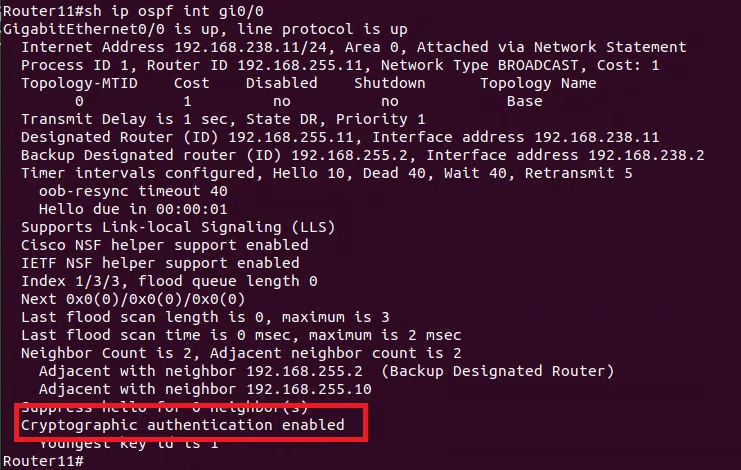 Router11#sh ip ospf int gi0/0
GigabitEthernet0/0 is up, line protocol is up
Internet Address 192.168.238.11/24, Area 0, Attached via Network Statement
Process ID 1, Router ID 192.168.255.11, Network Type BROADCAST, Cost: 1
Topology-MTID    Cost    Disabled    Shutdown      Topology Name
0           1         no          no            Base
Transmit Delay is 1 sec, State DR, Priority 1
Designated Router (ID) 192.168.255.11, Interface address 192.168.238.11
Backup Designated router (ID) 192.168.255.2, Interface address 192.168.238.2
Timer intervals configured, Hello 10, Dead 40, Wait 40, Retransmit 5
oob-resync timeout 40
Hello due in 00:00:01
Supports Link-local Signaling (LLS)
Cisco NSF helper support enabled
IETF NSF helper support enabled
Index 1/3/3, flood queue length 0
Next 0x0(0)/0x0(0)/0x0(0)
Last flood scan length is 0, maximum is 3
Last flood scan time is 0 msec, maximum is 2 msec
Neighbor Count is 2, Adjacent neighbor count is 2
Adjacent with neighbor 192.168.255.2  (Backup Designated Router)
Adjacent with neighbor 192.168.255.10
Suppress hello for 0 neighbor(s)
Cryptographic authentication enabled
Youngest key id is 1
Router11#